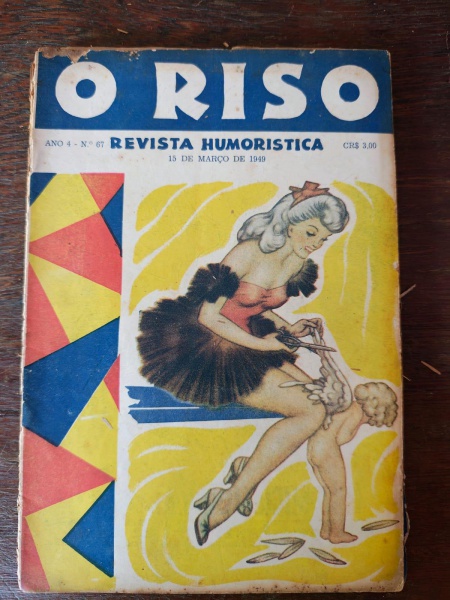 O RISO
ANO 4 - N.º 67 REVISTA HUMORISTICA CR$ 3,00
15 DE MARÇO DE 1949